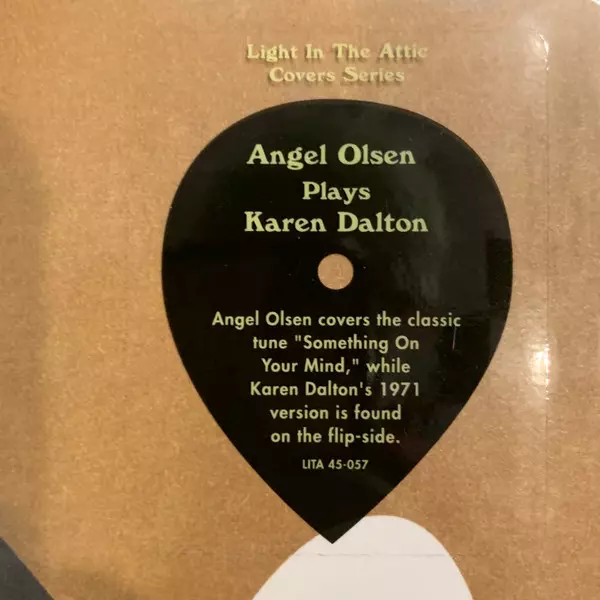 Light In The Attic
Covers Series
Angel Olsen
Plays
Karen Dalton
Angel Olsen covers the classic
tune "Something On
Your Mind," while
Karen Dalton's 1971
version is found
on the flip-side.
LITA 45-057